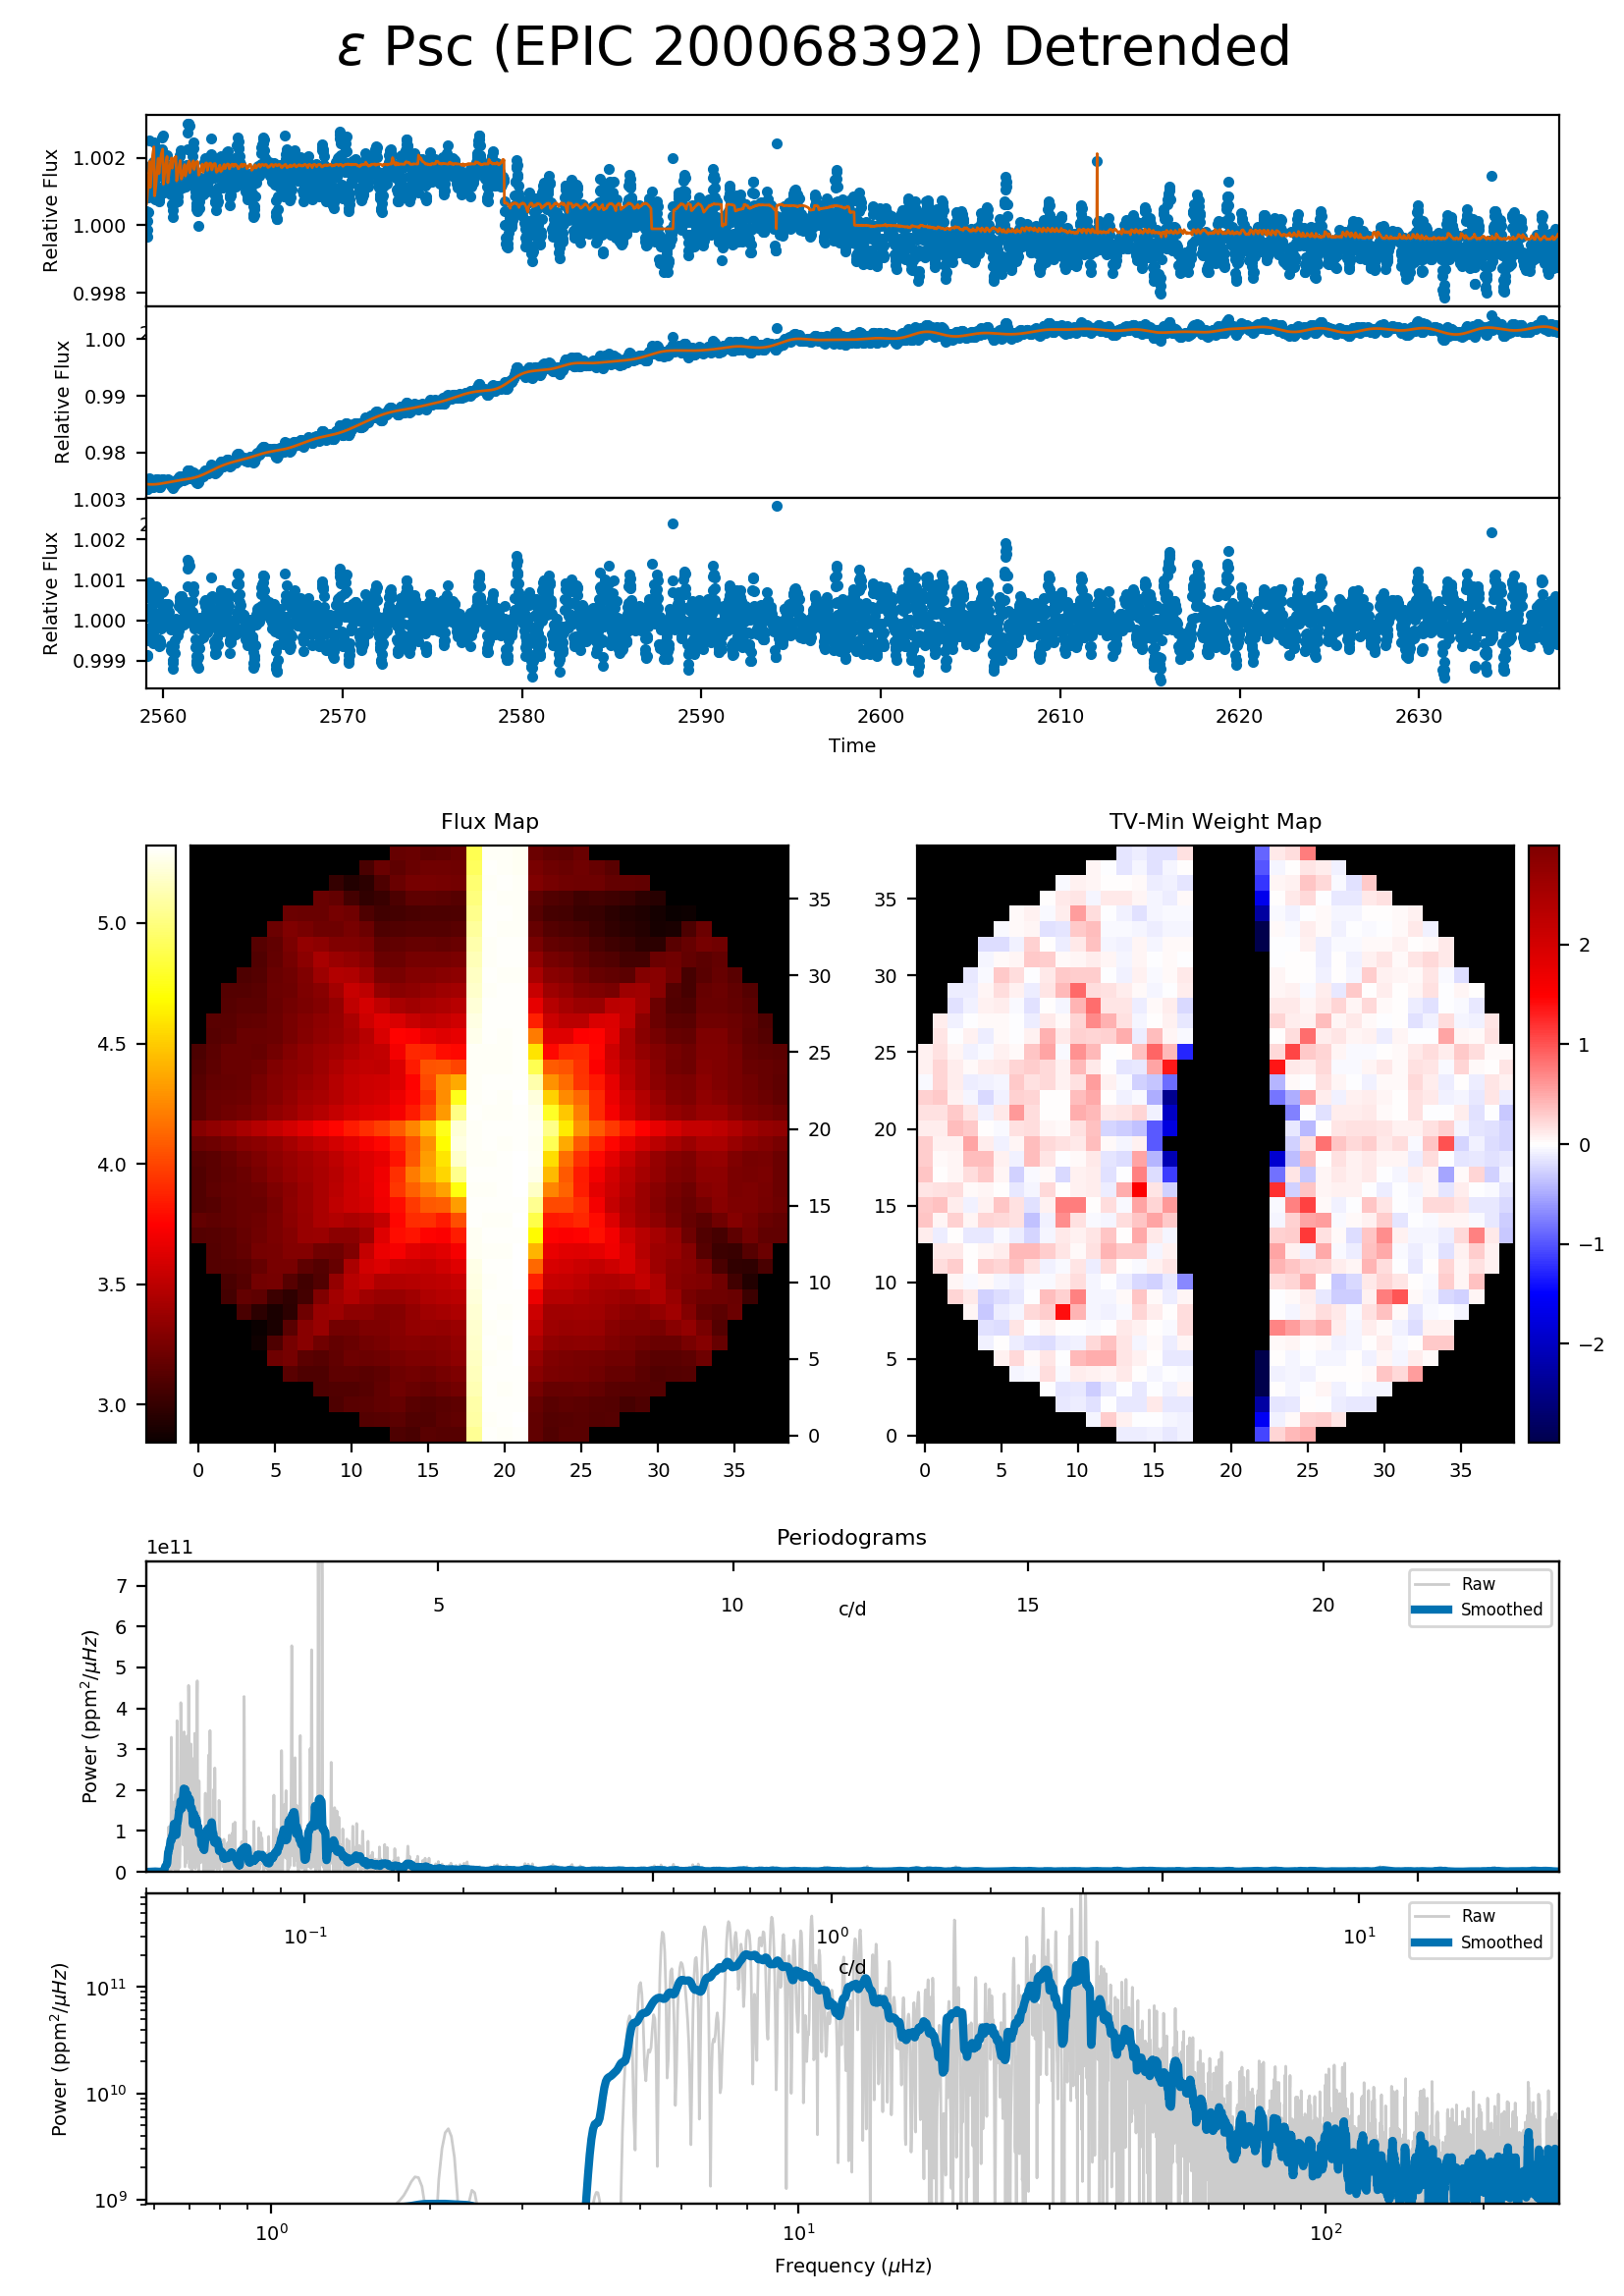 ε Psc (EPIC 200068392) Detrended
Relative Flux
1.002
1.000
0.998
Relative Flux
1.00
0.99
0.98
Relative Flux
1.003
1.002
1.001
1.000
0.999
2560 2570 2580 2590 2600 2610 2620 2630
Time
Flux Map
5.0
4.5
4.0
3.5
3.0
35
30
25
20
15
10
5
0
0 5 10 15 20 25 30 35
TV-Min Weight Map
35
30
25
20
15
10
5
0
0 5 10 15 20 25 30 35
2
1
0
−1
−2
Periodograms
1e11
Power (ppm²/μHz)
7
6
5
4
3
2
1
0
5 10 15 20
c/d
Raw
Smoothed
Power (ppm²/μHz)
10¹¹
10¹⁰
10⁹
10⁻¹ 10⁰ 10¹
c/d
Raw
Smoothed
10⁰ 10¹ 10²
Frequency (μHz)